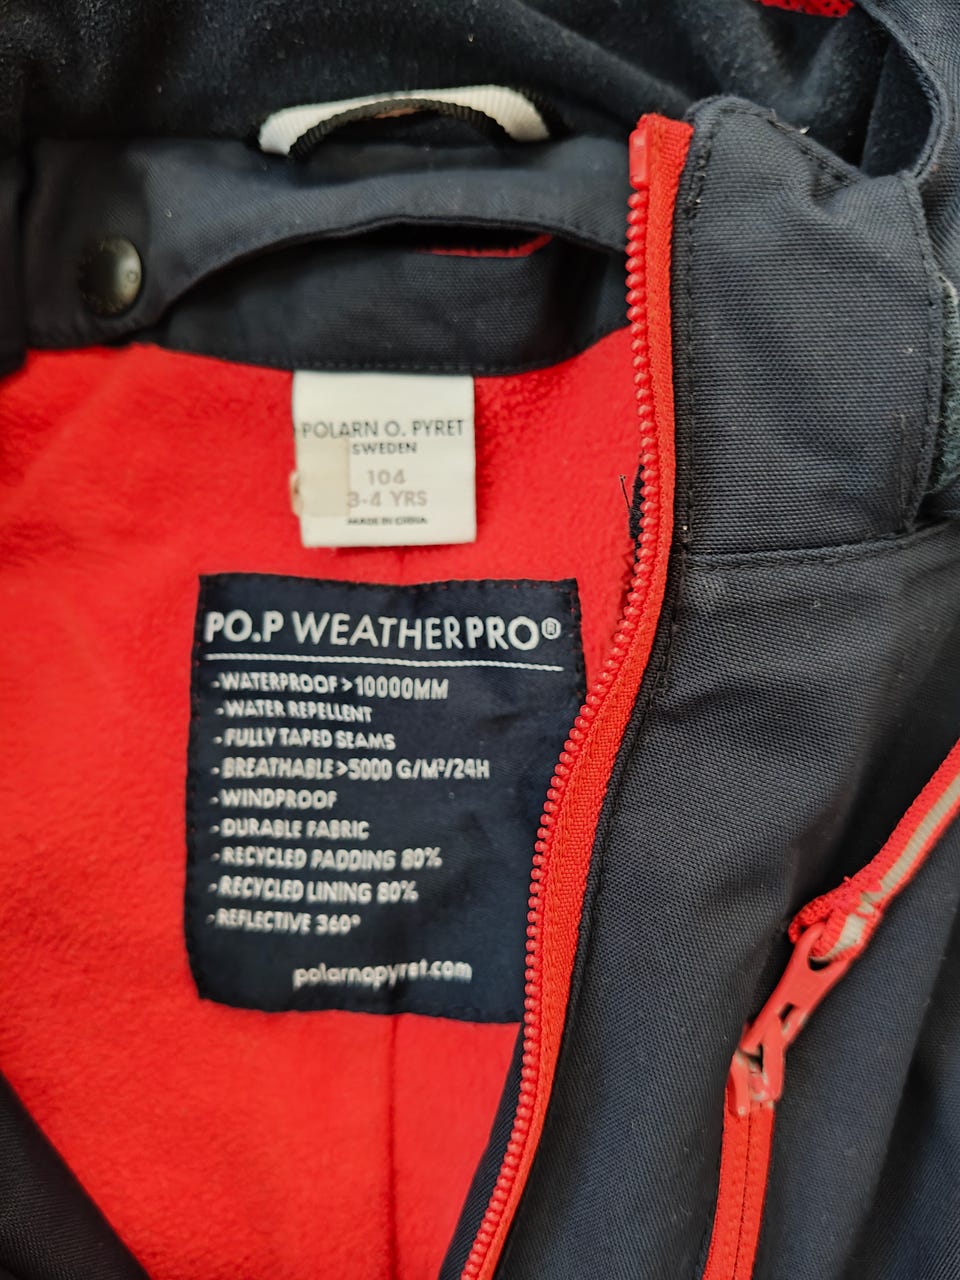 POLARN O. PYRET
SWEDEN
104
3-4 YRS
MADE IN CHINA
PO.P WEATHERPRO®
-WATERPROOF >10000MM
-WATER REPELLENT
-FULLY TAPED SEAMS
-BREATHABLE >5000 G/M²/24H
-WINDPROOF
-DURABLE FABRIC
-RECYCLED PADDING 80%
-RECYCLED LINING 80%
-REFLECTIVE 360°
polarnopyret.com